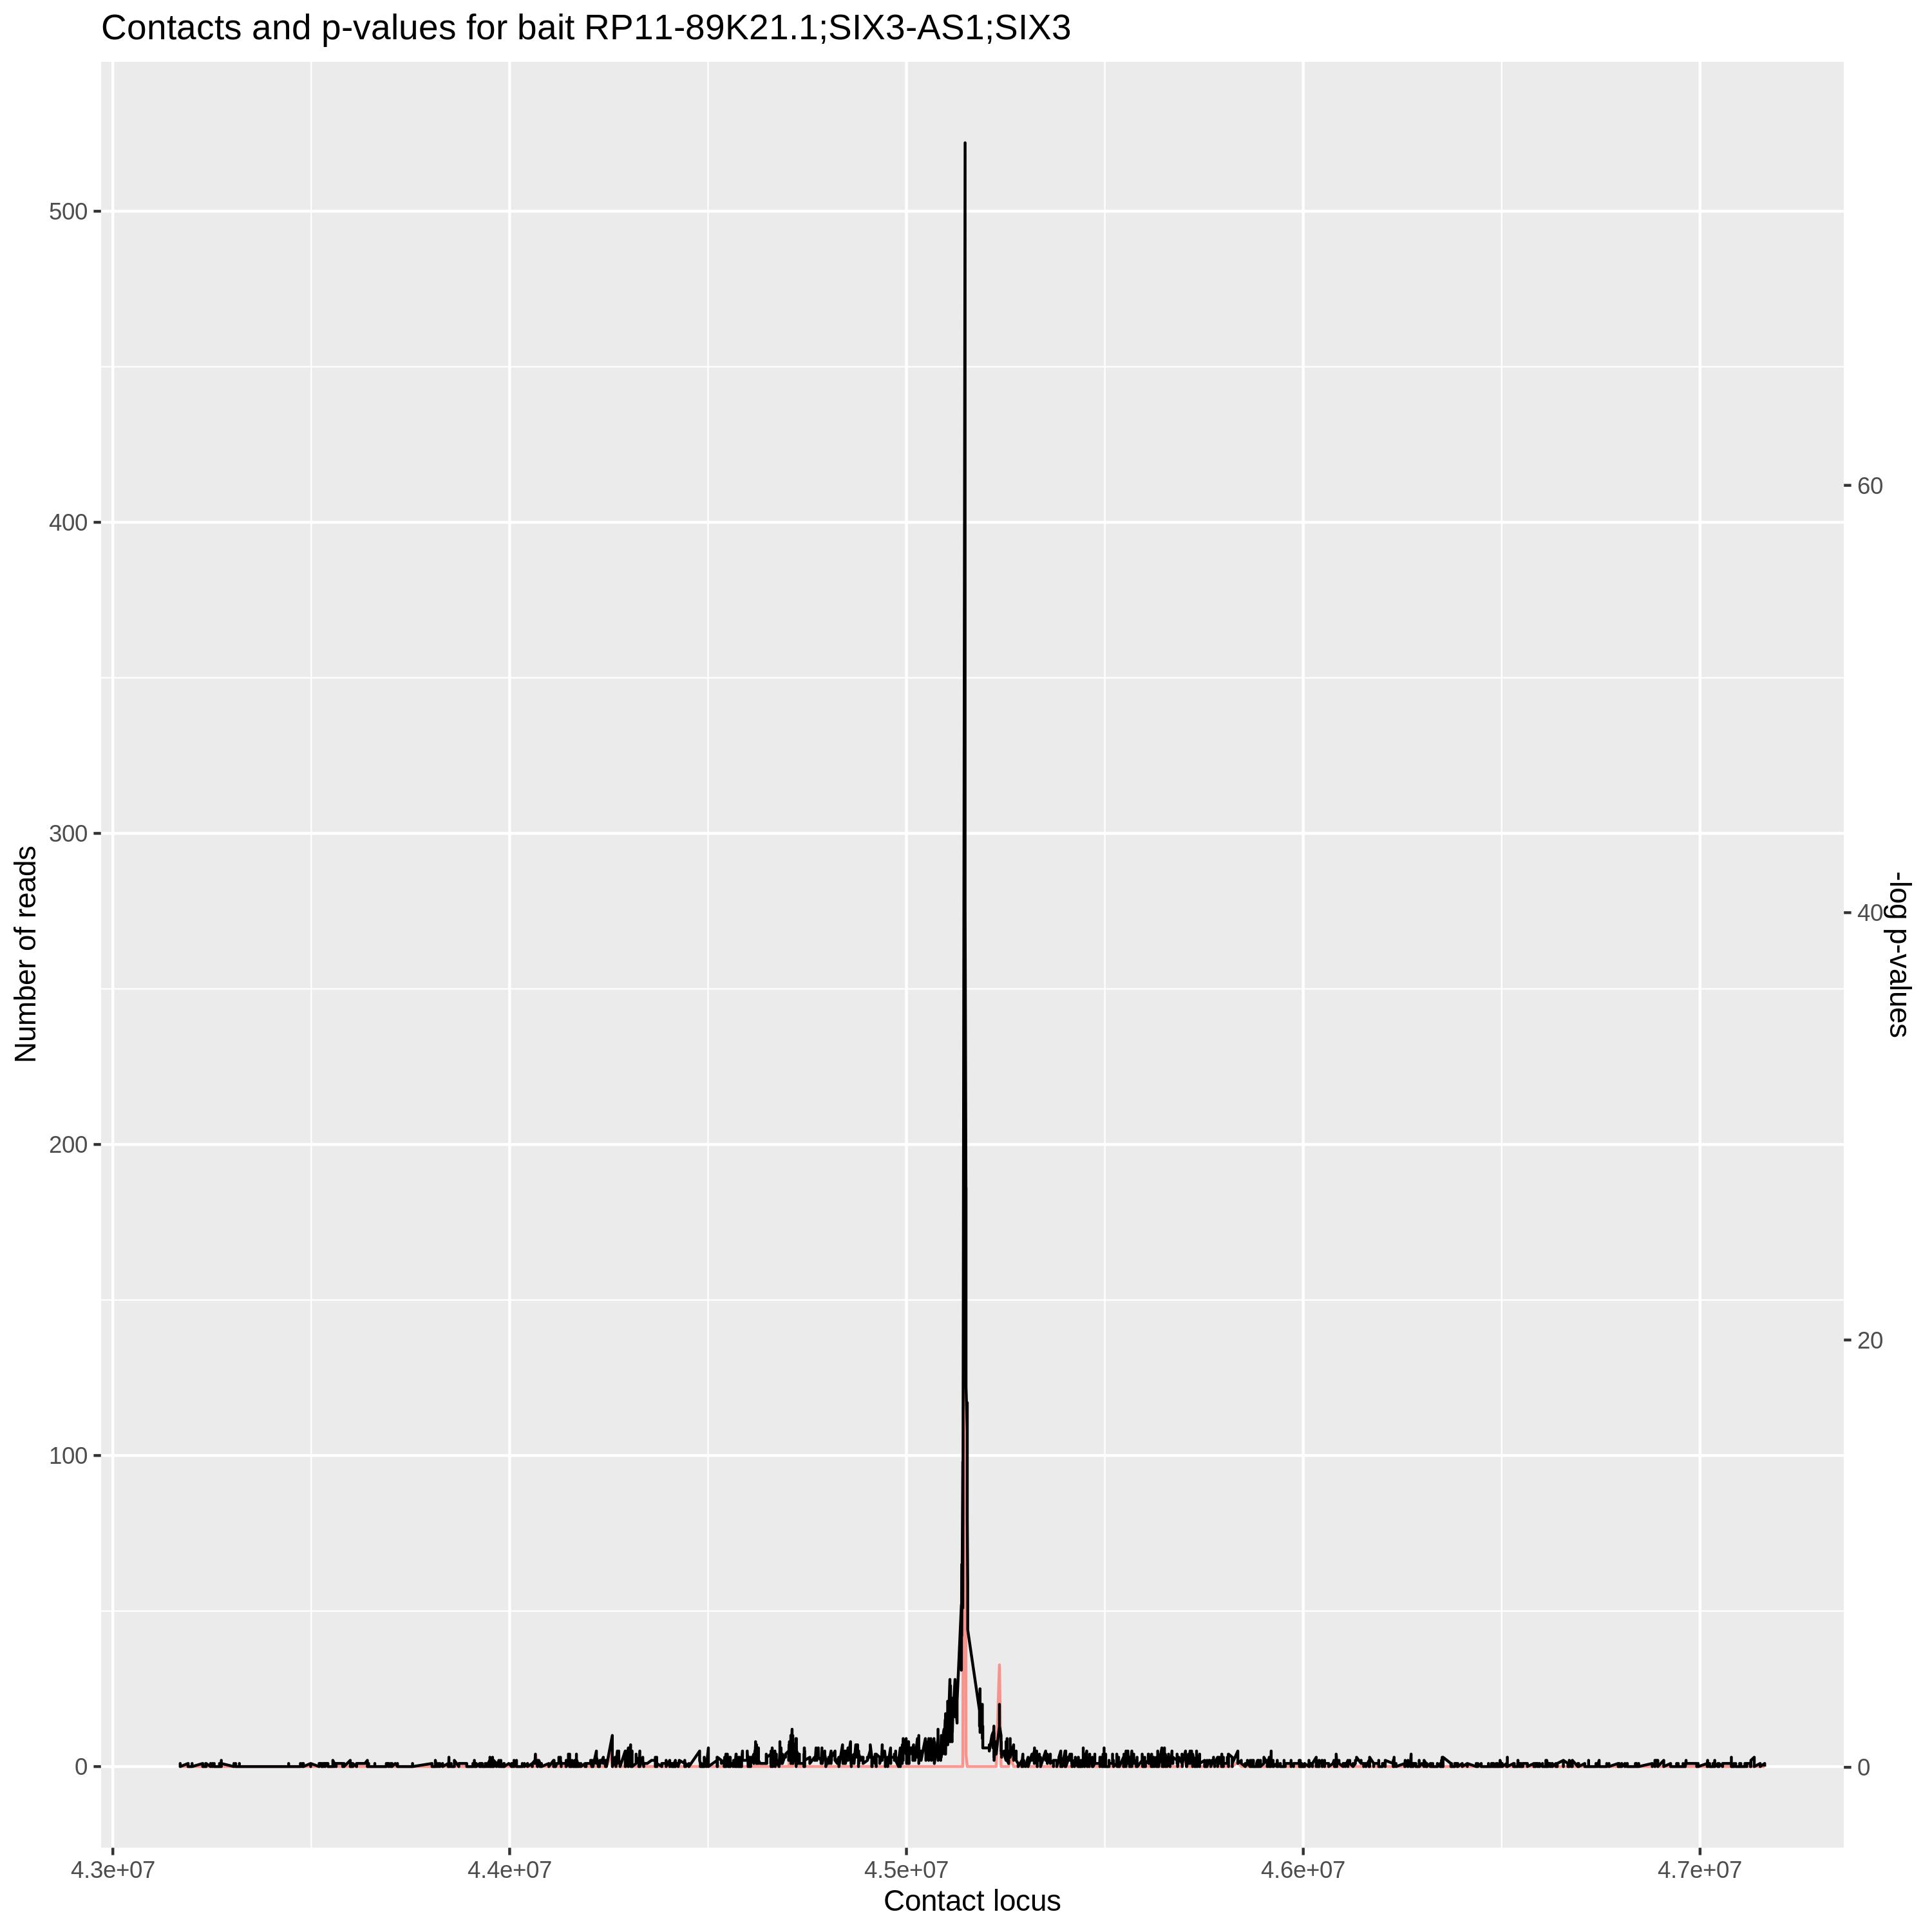 Contacts and p-values for bait RP11-89K21.1;SIX3-AS1;SIX3
500
400
300
200
100
0
Number of reads
60
40
20
0
-log p-values
4.3e+07
4.4e+07
4.5e+07
4.6e+07
4.7e+07
Contact locus